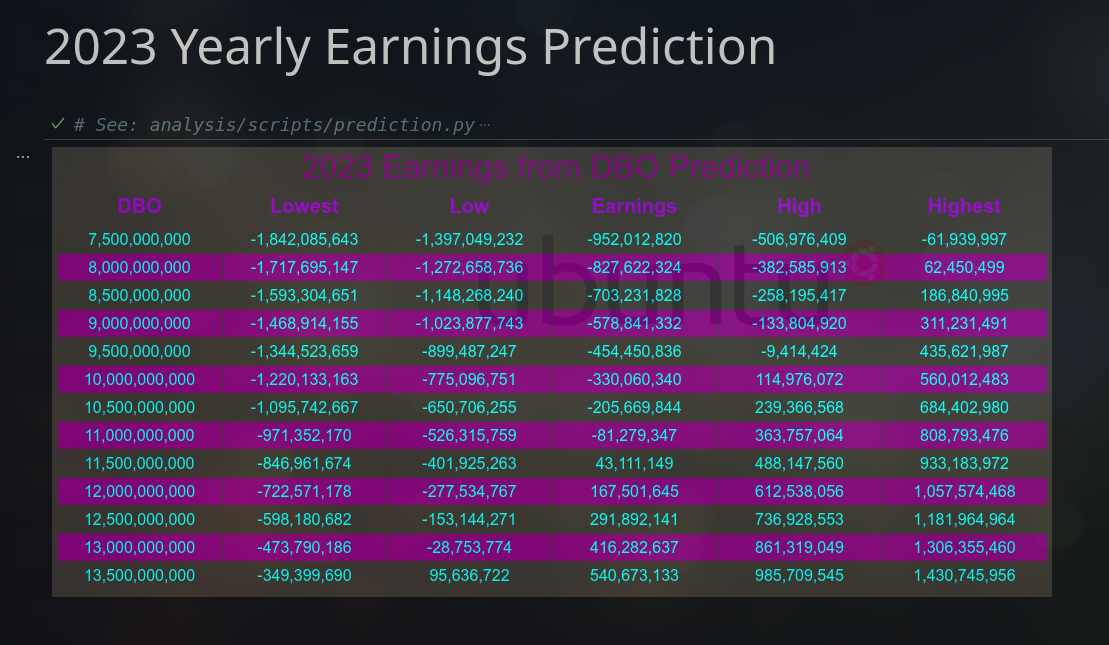 2023 Yearly Earnings Prediction
# See: analysis/scripts/prediction.py ...
...
2023 Earnings from DBO Prediction
DBO Lowest Low Earnings High Highest
7,500,000,000 -1,842,085,643 -1,397,049,232 -952,012,820 -506,976,409 -61,939,997
8,000,000,000 -1,717,695,147 -1,272,658,736 -827,622,324 -382,585,913 62,450,499
8,500,000,000 -1,593,304,651 -1,148,268,240 -703,231,828 -258,195,417 186,840,995
9,000,000,000 -1,468,914,155 -1,023,877,743 -578,841,332 -133,804,920 311,231,491
9,500,000,000 -1,344,523,659 -899,487,247 -454,450,836 -9,414,424 435,621,987
10,000,000,000 -1,220,133,163 -775,096,751 -330,060,340 114,976,072 560,012,483
10,500,000,000 -1,095,742,667 -650,706,255 -205,669,844 239,366,568 684,402,980
11,000,000,000 -971,352,170 -526,315,759 -81,279,347 363,757,064 808,793,476
11,500,000,000 -846,961,674 -401,925,263 43,111,149 488,147,560 933,183,972
12,000,000,000 -722,571,178 -277,534,767 167,501,645 612,538,056 1,057,574,468
12,500,000,000 -598,180,682 -153,144,271 291,892,141 736,928,553 1,181,964,964
13,000,000,000 -473,790,186 -28,753,774 416,282,637 861,319,049 1,306,355,460
13,500,000,000 -349,399,690 95,636,722 540,673,133 985,709,545 1,430,745,956
ubuntu